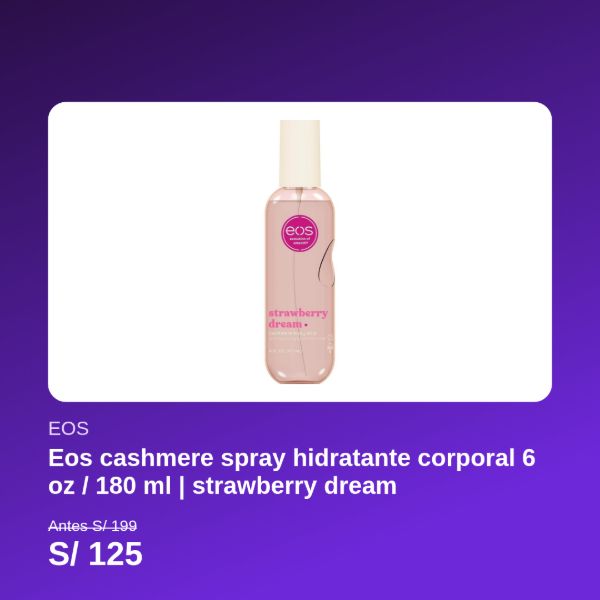 eos
strawberry
dream
EOS
Eos cashmere spray hidratante corporal 6
oz / 180 ml | strawberry dream
Antes S/ 199
S/ 125